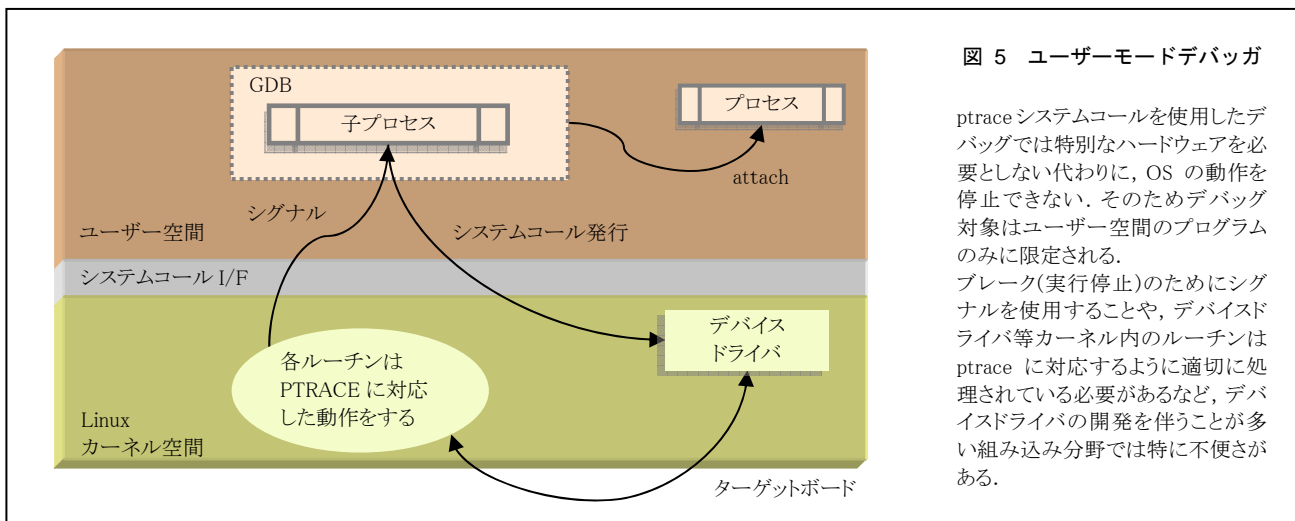 GDB
子プロセス
プロセス
attach
シグナル
システムコール発行
ユーザー空間
システムコール I/F
デバイス
ドライバ
各ルーチンは
PTRACE に対応
した動作をする
Linux
カーネル空間
ターゲットボード
図 5 ユーザーモードデバッガ
ptrace システムコールを使用したデ
バッグでは特別なハードウェアを必
要としない代わりに, OS の動作を
停止できない. そのためデバッグ
対象はユーザー空間のプログラム
のみに限定される.
ブレーク(実行停止)のためにシグ
ナルを使用することや, デバイスド
ライバ等カーネル内のルーチンは
ptrace に対応するように適切に処
理されている必要があるなど, デバ
イスドライバの開発を伴うことが多
い組み込み分野では特に不便さが
ある.